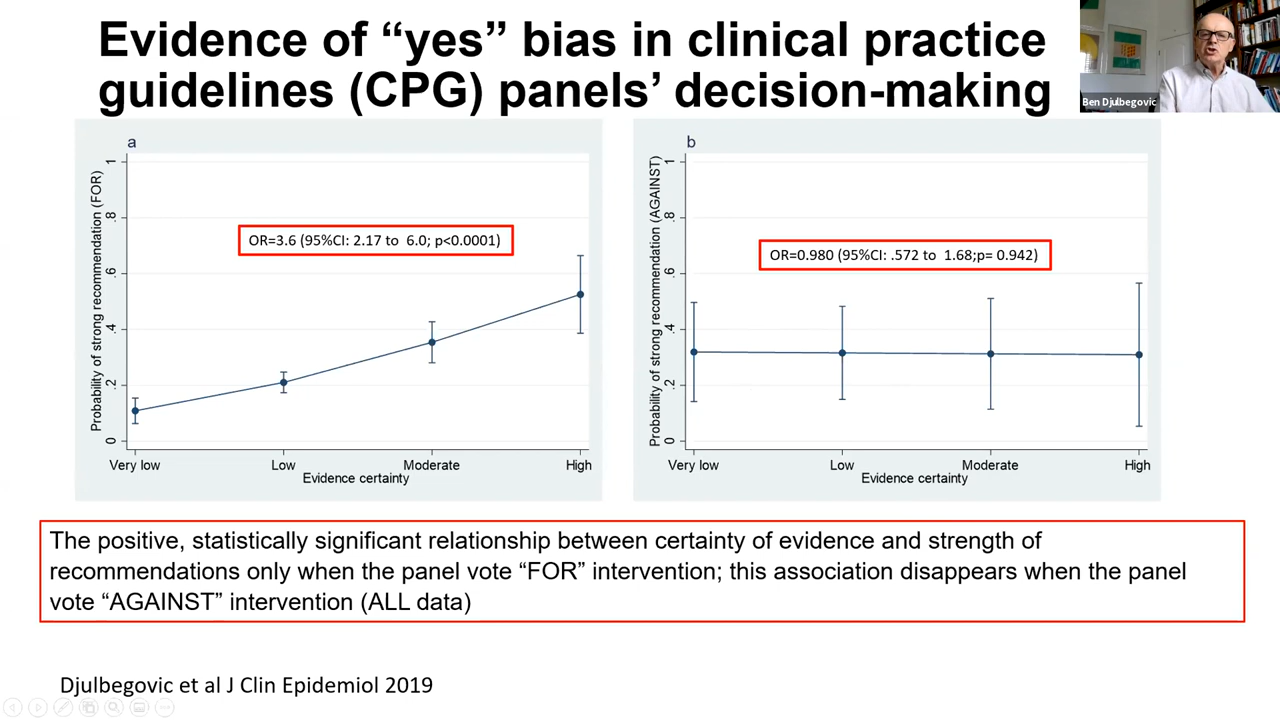 Evidence of “yes” bias in clinical practice
guidelines (CPG) panels’ decision-making
Ben Djulbegovic
a
Probability of strong recommendation (FOR)
1
.8
.6
.4
.2
0
OR=3.6 (95%CI: 2.17 to 6.0; p<0.0001)
Very low Low Moderate High
Evidence certainty
b
Probability of strong recommendation (AGAINST)
1
.8
.6
.4
.2
0
OR=0.980 (95%CI: .572 to 1.68;p= 0.942)
Very low Low Moderate High
Evidence certainty
The positive, statistically significant relationship between certainty of evidence and strength of
recommendations only when the panel vote “FOR” intervention; this association disappears when the panel
vote “AGAINST” intervention (ALL data)
Djulbegovic et al J Clin Epidemiol 2019